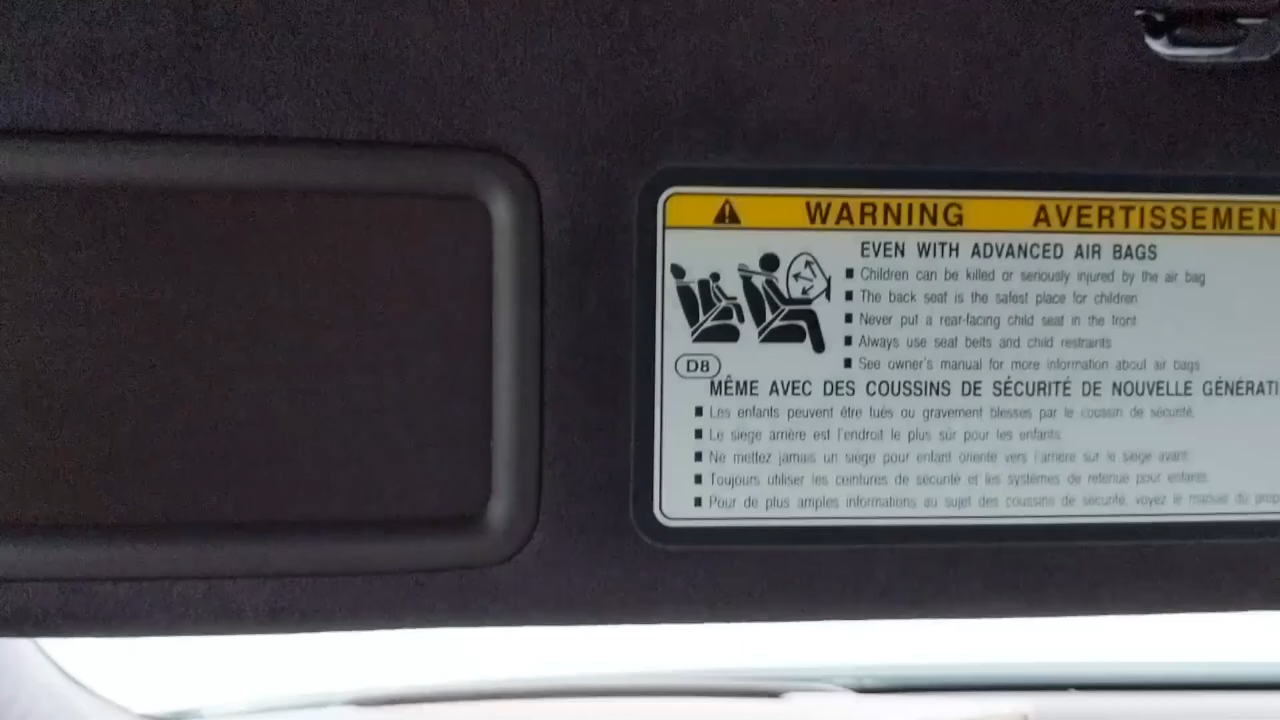 WARNING AVERTISSEMEN
EVEN WITH ADVANCED AIR BAGS
■ Children can be killed or seriously injured by the air bag
■ The back seat is the safest place for children
■ Never put a rear-facing child seat in the front
■ Always use seat belts and child restraints
■ See owner's manual for more information about air bags
D8
MÊME AVEC DES COUSSINS DE SÉCURITÉ DE NOUVELLE GÉNÉRATI
■ Les enfants peuvent être tués ou gravement blessés par le coussin de sécurité.
■ Le siège arrière est l'endroit le plus sûr pour les enfants.
■ Ne mettez jamais un siège pour enfant orienté vers l'arrière sur le siège avant.
■ Toujours utiliser les ceintures de sécurité et les systèmes de retenue pour enfants.
■ Pour de plus amples informations au sujet des coussins de sécurité, voyez le manuel du prop